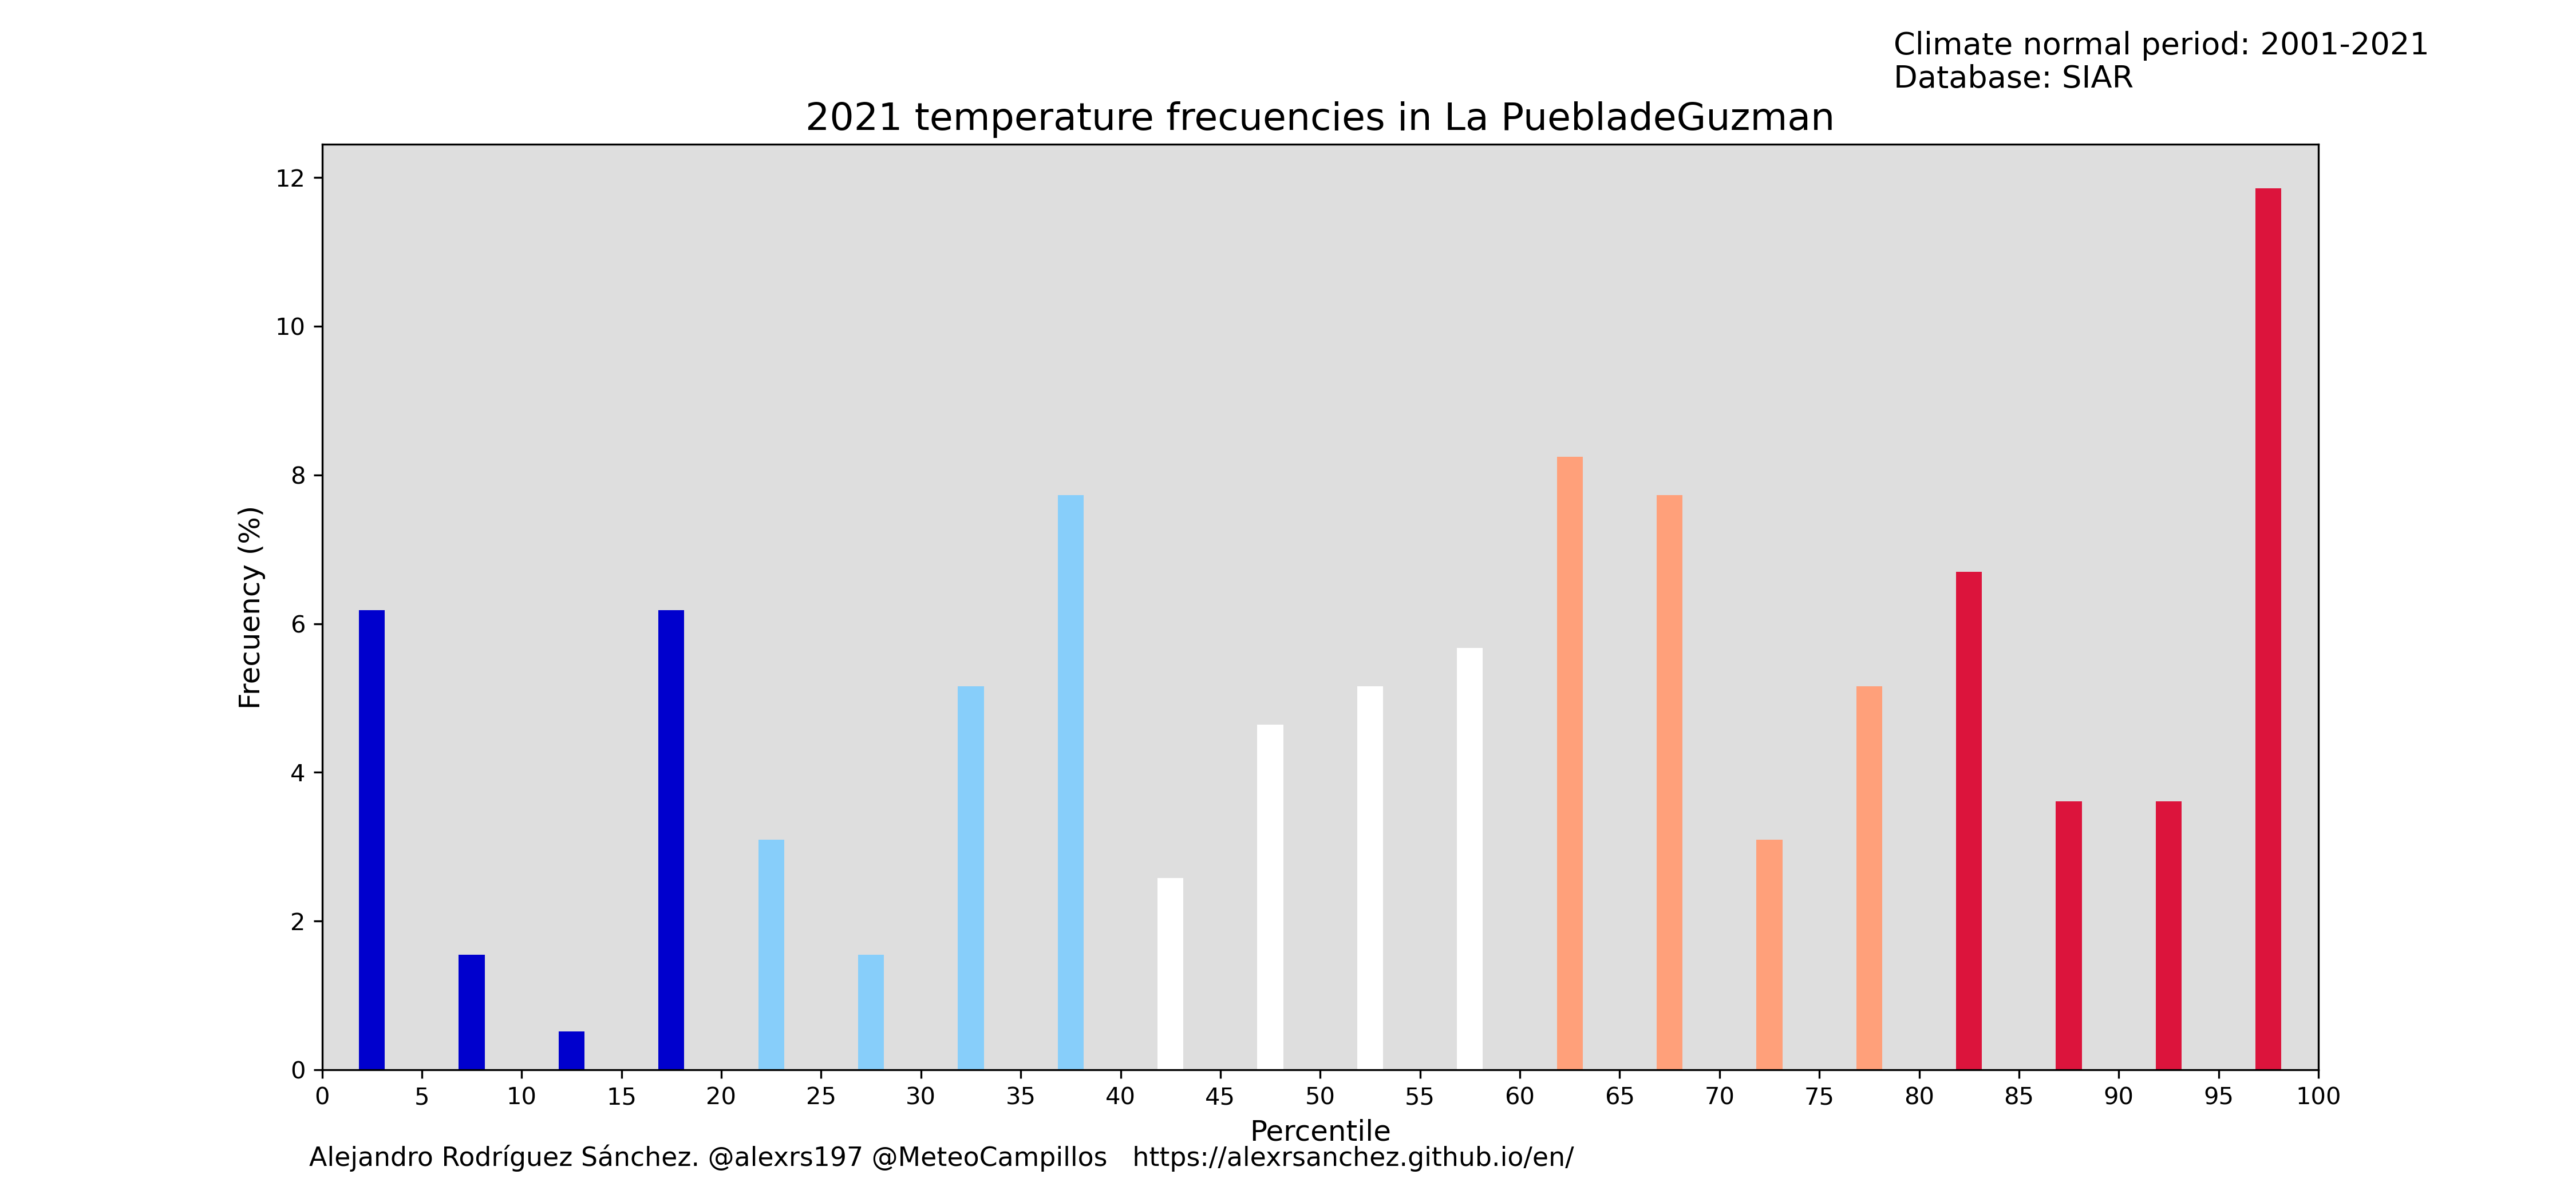 Climate normal period: 2001-2021
Database: SIAR
2021 temperature frecuencies in La PuebladeGuzman
Frecuency (%)
12
10
8
6
4
2
0
0 5 10 15 20 25 30 35 40 45 50 55 60 65 70 75 80 85 90 95 100
Percentile
Alejandro Rodríguez Sánchez. @alexrs197 @MeteoCampillos https://alexrsanchez.github.io/en/